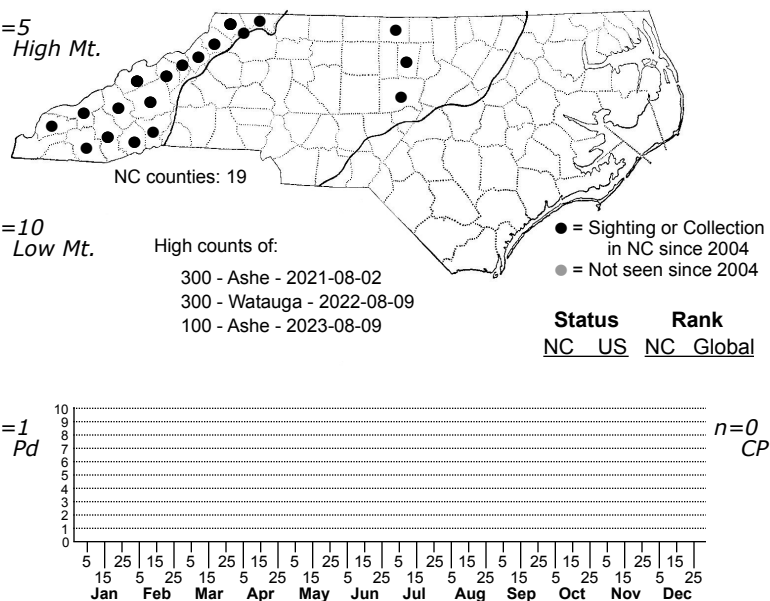 =5
High Mt.
NC counties: 19
=10
Low Mt.
High counts of:
300 - Ashe - 2021-08-02
300 - Watauga - 2022-08-09
100 - Ashe - 2023-08-09
● = Sighting or Collection
in NC since 2004
● = Not seen since 2004
Status Rank
NC US NC Global
=1
Pd
n=0
CP
10
9
8
7
6
5
4
3
2
1
0
5 25 15 5 25 15 5 25 15 5 25 15 5 25 15 5 25 15
15 5 25 15 5 25 15 5 25 15 5 25 15 5 25 15 5 25
Jan Feb Mar Apr May Jun Jul Aug Sep Oct Nov Dec